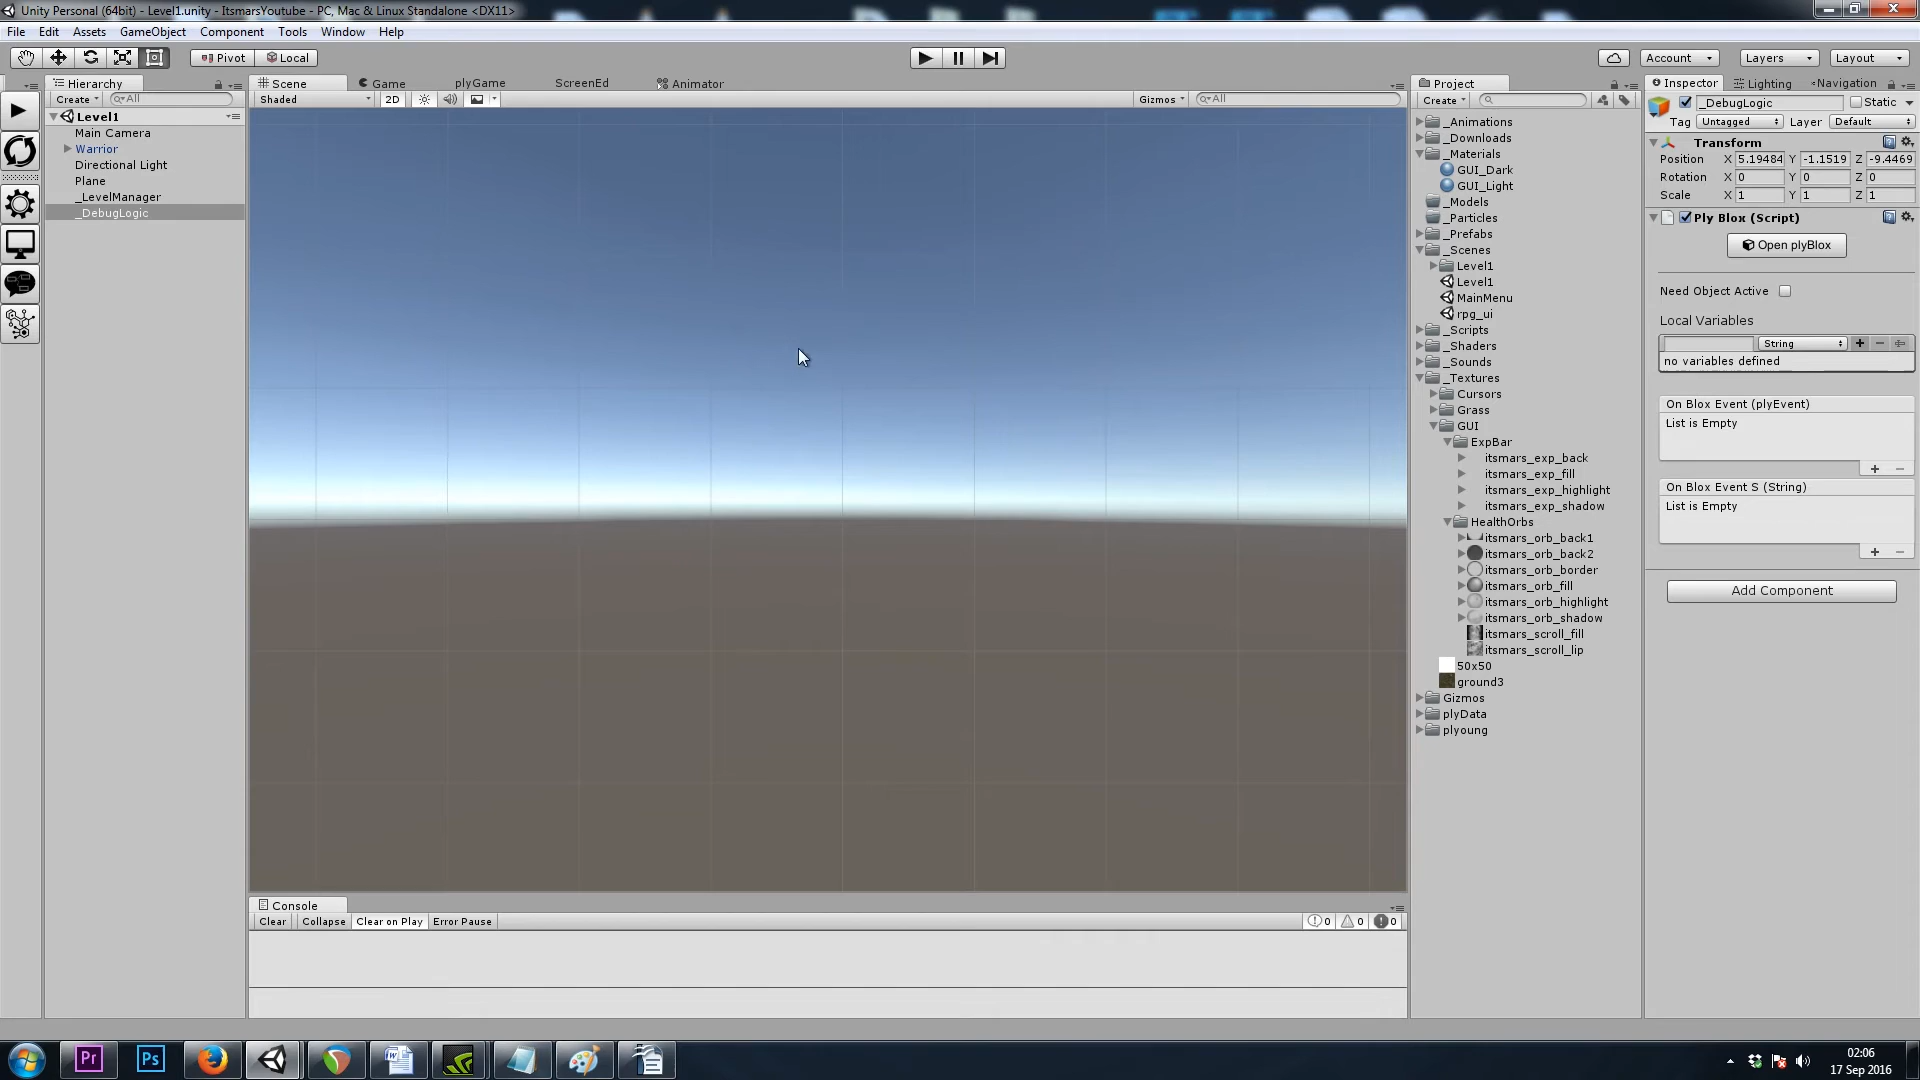 Unity Personal (64bit) - Level1.unity - ItsmarsYoutube - PC, Mac & Linux Standalone <DX11>
File Edit Assets GameObject Component Tools Window Help
Pivot Local Account Layers Layout
Hierarchy
Create All
Level1
Main Camera
Warrior
Directional Light
Plane
_LevelManager
_DebugLogic
Scene Game plyGame ScreenEd Animator
Shaded 2D Gizmos All
Console
Clear Collapse Clear on Play Error Pause 0 0 0
Project
Create
_Animations
_Downloads
_Materials
GUI_Dark
GUI_Light
_Models
_Particles
_Prefabs
_Scenes
Level1
Level1
MainMenu
rpg_ui
_Scripts
_Shaders
_Sounds
_Textures
Cursors
Grass
GUI
ExpBar
itsmars_exp_back
itsmars_exp_fill
itsmars_exp_highlight
itsmars_exp_shadow
HealthOrbs
itsmars_orb_back1
itsmars_orb_back2
itsmars_orb_border
itsmars_orb_fill
itsmars_orb_highlight
itsmars_orb_shadow
itsmars_scroll_fill
itsmars_scroll_lip
50x50
ground3
Gizmos
plyData
plyoung
Inspector Lighting Navigation
_DebugLogic Static
Tag Untagged Layer Default
Transform
Position X 5.19484 Y -1.1519 Z -9.4469
Rotation X 0 Y 0 Z 0
Scale X 1 Y 1 Z 1
Ply Blox (Script)
Open plyBlox
Need Object Active
Local Variables
String
no variables defined
On Blox Event (plyEvent)
List is Empty
On Blox Event S (String)
List is Empty
Add Component
Pr Ps W
02:06
17 Sep 2016